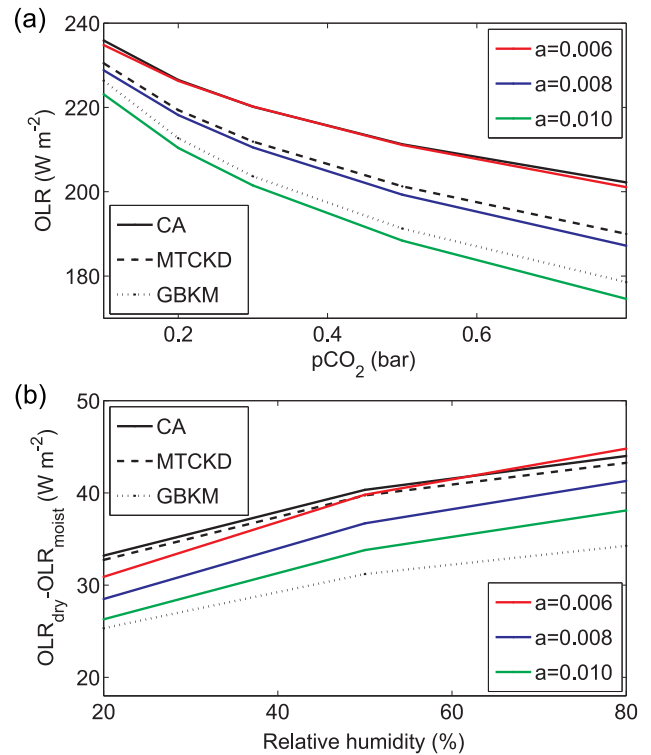 (a)
240
220
200
180
OLR (W m-2)
a=0.006
a=0.008
a=0.010
CA
MTCKD
GBKM
0.2
0.4
0.6
pCO2 (bar)
(b)
50
40
30
20
OLRdry-OLRmoist (W m-2)
CA
MTCKD
GBKM
a=0.006
a=0.008
a=0.010
20
40
60
80
Relative humidity (%)